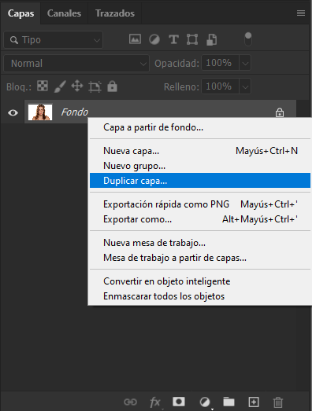 Capas Canales Trazados
Tipo
Normal Opacidad: 100%
Bloq.: Relleno: 100%
Fondo
Capa a partir de fondo...
Nueva capa... Mayús+Ctrl+N
Nuevo grupo...
Duplicar capa...
Exportación rápida como PNG Mayús+Ctrl+'
Exportar como... Alt+Mayús+Ctrl+'
Nueva mesa de trabajo...
Mesa de trabajo a partir de capas...
Convertir en objeto inteligente
Enmascarar todos los objetos
fx